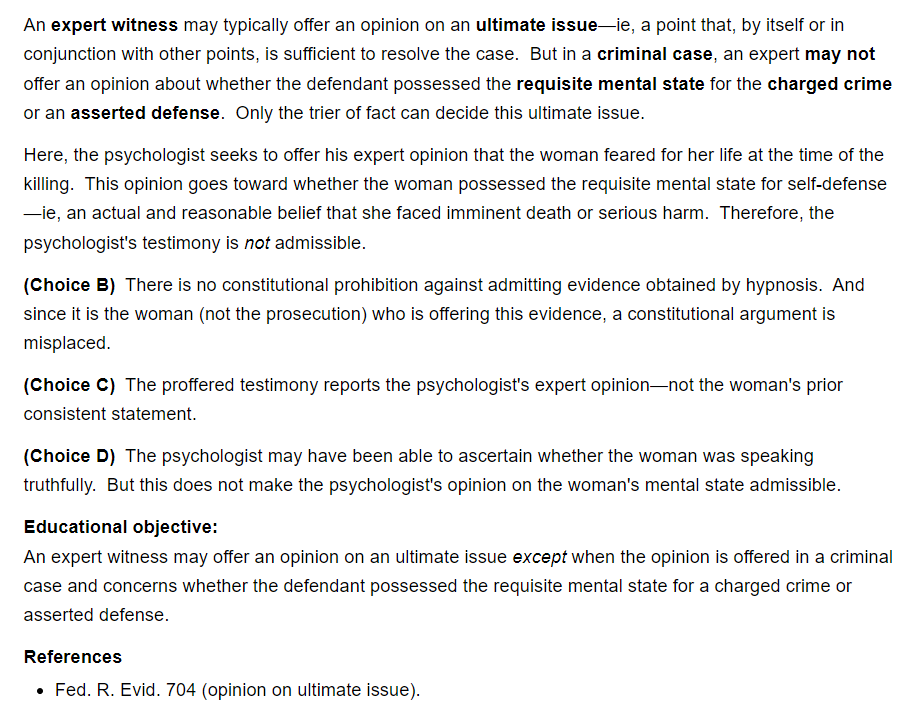 An expert witness may typically offer an opinion on an ultimate issue—ie, a point that, by itself or in
conjunction with other points, is sufficient to resolve the case.  But in a criminal case, an expert may not
offer an opinion about whether the defendant possessed the requisite mental state for the charged crime
or an asserted defense.  Only the trier of fact can decide this ultimate issue.
Here, the psychologist seeks to offer his expert opinion that the woman feared for her life at the time of the
killing.  This opinion goes toward whether the woman possessed the requisite mental state for self-defense
—ie, an actual and reasonable belief that she faced imminent death or serious harm.  Therefore, the
psychologist's testimony is not admissible.
(Choice B)  There is no constitutional prohibition against admitting evidence obtained by hypnosis.  And
since it is the woman (not the prosecution) who is offering this evidence, a constitutional argument is
misplaced.
(Choice C)  The proffered testimony reports the psychologist's expert opinion—not the woman's prior
consistent statement.
(Choice D)  The psychologist may have been able to ascertain whether the woman was speaking
truthfully.  But this does not make the psychologist's opinion on the woman's mental state admissible.
Educational objective:
An expert witness may offer an opinion on an ultimate issue except when the opinion is offered in a criminal
case and concerns whether the defendant possessed the requisite mental state for a charged crime or
asserted defense.
References
• Fed. R. Evid. 704 (opinion on ultimate issue).